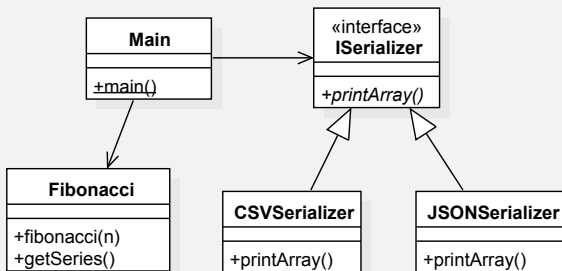 Main
+main()
«interface»
ISerializer
+printArray()
Fibonacci
+fibonacci(n)
+getSeries()
CSVSerializer
+printArray()
JSONSerializer
+printArray()